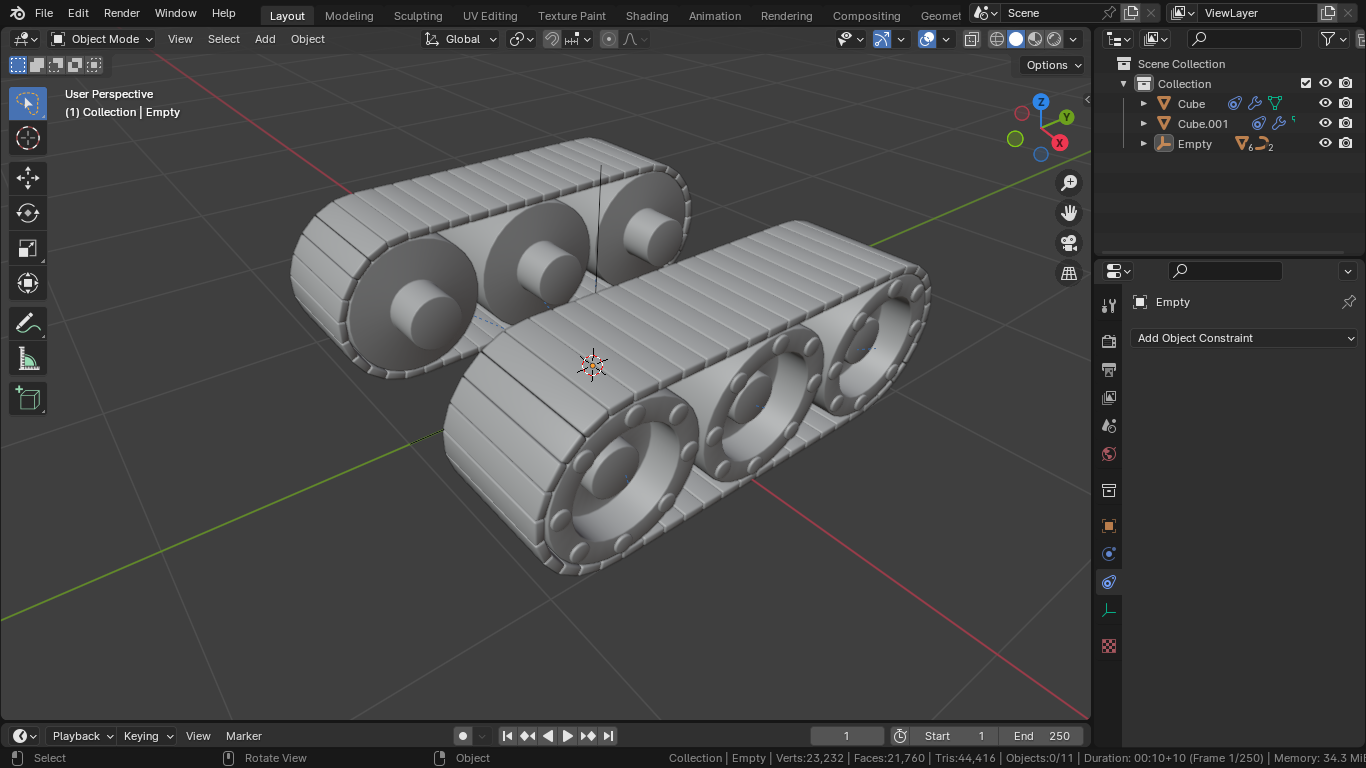 File Edit Render Window Help Layout Modeling Sculpting UV Editing Texture Paint Shading Animation Rendering Compositing Geomet Scene ViewLayer
Object Mode View Select Add Object Global
Options
User Perspective
(1) Collection | Empty
Z
Y
X
Scene Collection
Collection
Cube
Cube.001
Empty 6 2
Empty
Add Object Constraint
Playback Keying View Marker 1 Start 1 End 250
Select Rotate View Object Collection | Empty | Verts:23,232 | Faces:21,760 | Tris:44,416 | Objects:0/11 | Duration: 00:10+10 (Frame 1/250) | Memory: 34.3 Mi